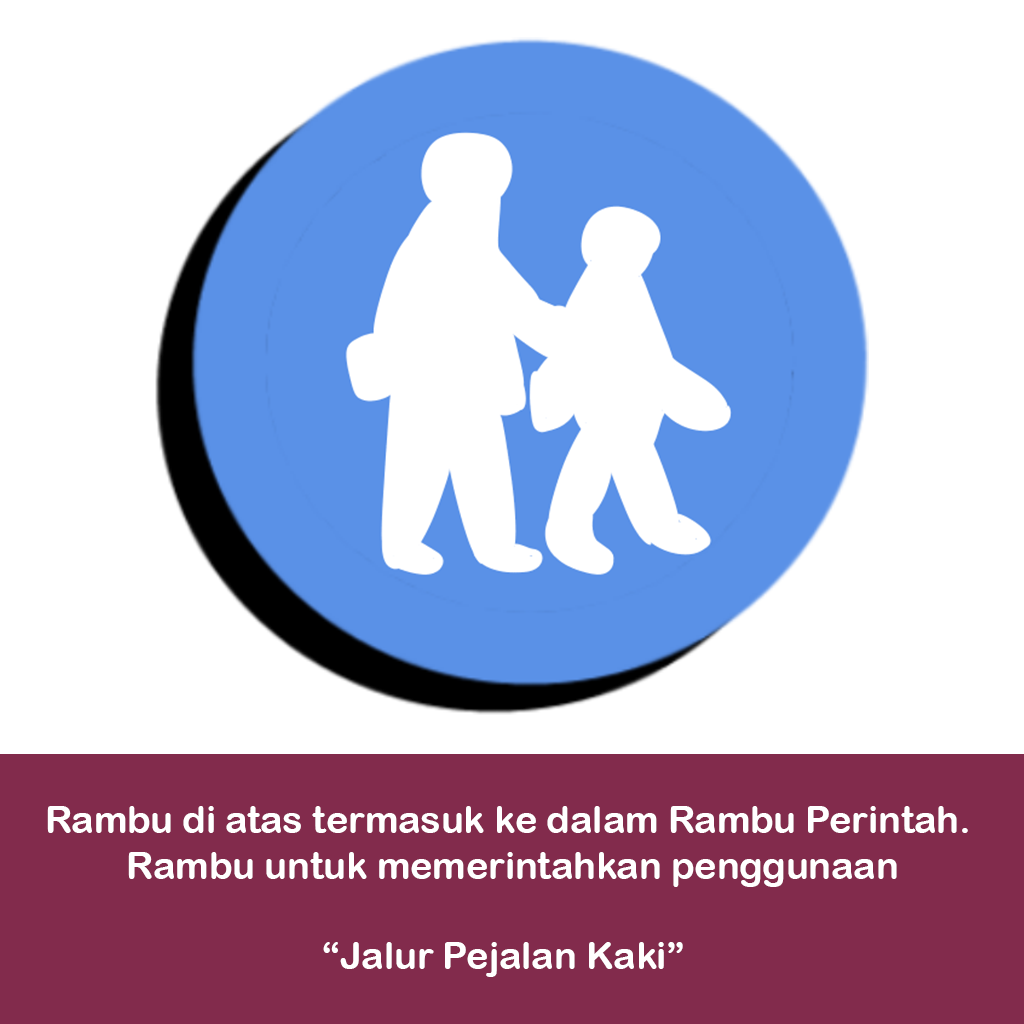 Rambu di atas termasuk ke dalam Rambu Perintah.
Rambu untuk memerintahkan penggunaan
“Jalur Pejalan Kaki”